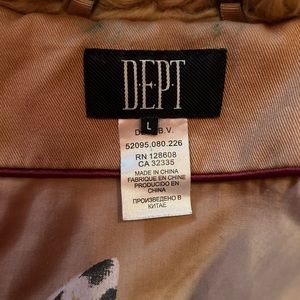 DEPT
L
B.V.
52095.080.226
RN 128608
CA 32335
MADE IN CHINA
FABRIQUE EN CHINE
PRODUCIDO EN
CHINA
ПРОИЗВЕДЕНО В
КИТАЕ